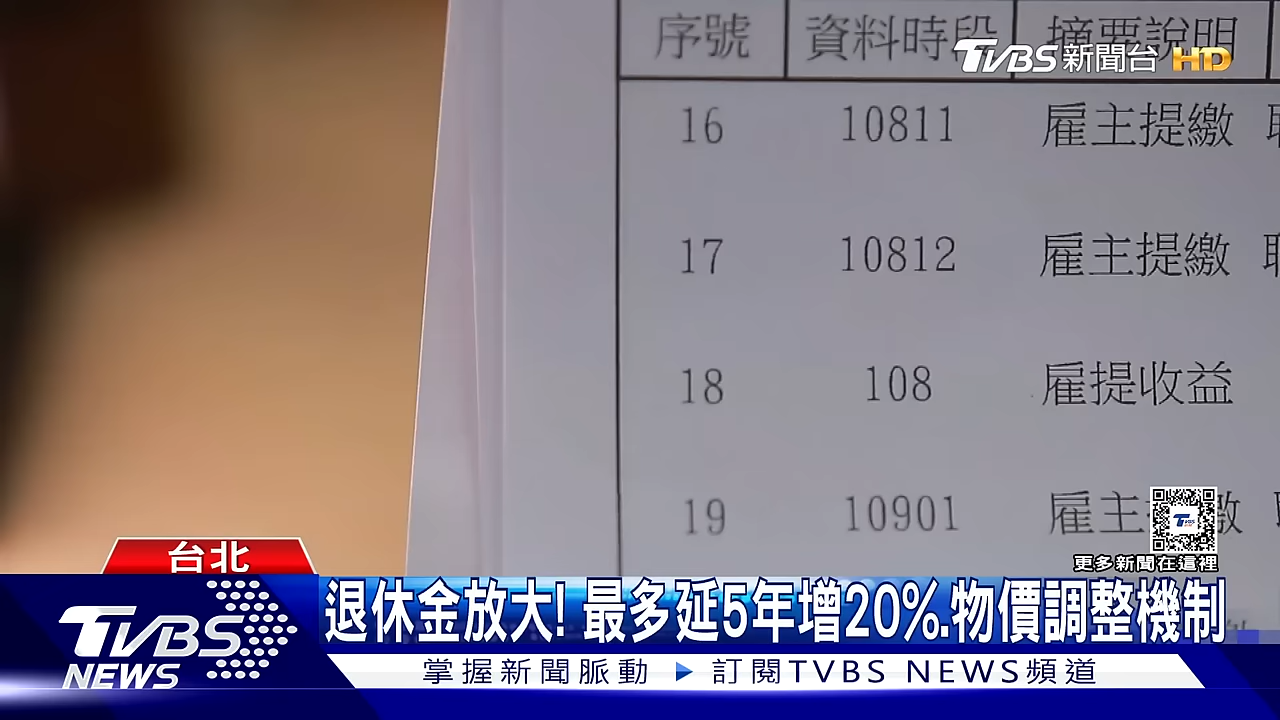 序號 資料時段 摘要說明
TVBS新聞台 HD
16 10811 雇主提繳
17 10812 雇主提繳
18 108 雇提收益
19 10901 雇主
更多新聞在這裡
台北
退休金放大! 最多延5年增20%.物價調整機制
TVBS NEWS
掌握新聞脈動 ▶ 訂閱TVBS NEWS頻道